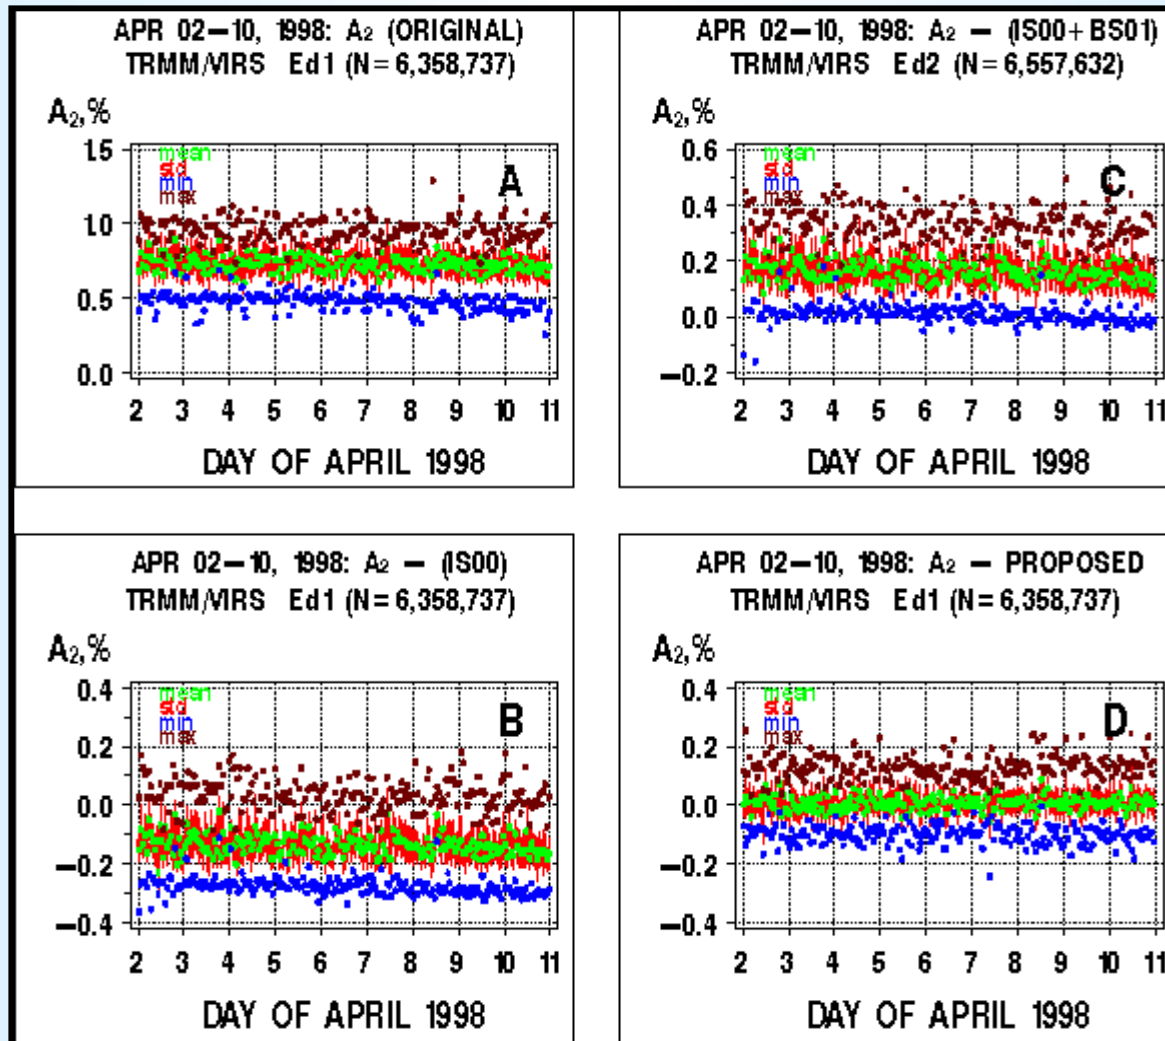 APR 02–10, 1998: A₂ (ORIGINAL)
TRMM/VIRS Ed1 (N=6,358,737)
A₂,%
15
10
0.5
0.0
mean
std
min
max
A
2 3 4 5 6 7 8 9 10 11
DAY OF APRIL 1998
APR 02–10, 1998: A₂ – (IS00+BS01)
TRMM/VIRS Ed2 (N=6,557,632)
A₂,%
0.6
0.4
0.2
0.0
–0.2
mean
std
min
max
C
2 3 4 5 6 7 8 9 10 11
DAY OF APRIL 1998
APR 02–10, 1998: A₂ – (IS00)
TRMM/VIRS Ed1 (N=6,358,737)
A₂,%
0.4
0.2
0.0
–0.2
–0.4
mean
std
min
max
B
2 3 4 5 6 7 8 9 10 11
DAY OF APRIL 1998
APR 02–10, 1998: A₂ – PROPOSED
TRMM/VIRS Ed1 (N=6,358,737)
A₂,%
0.4
0.2
0.0
–0.2
–0.4
mean
std
min
max
D
2 3 4 5 6 7 8 9 10 11
DAY OF APRIL 1998